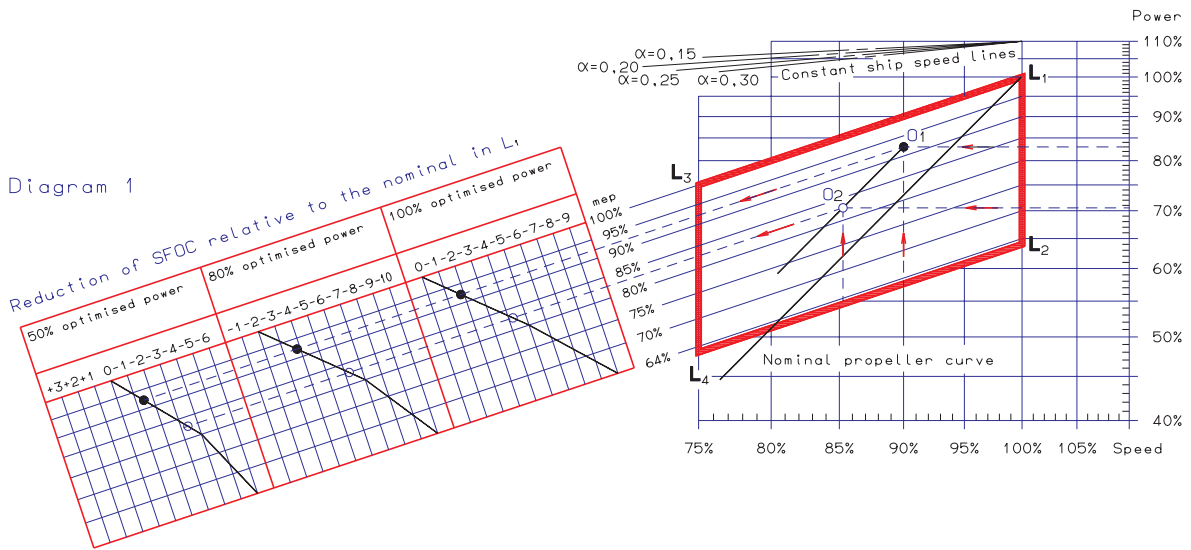 Diagram 1
Reduction of SFOC relative to the nominal in L₁
50% optimised power
80% optimised power
100% optimised power
+3+2+1 0-1-2-3-4-5-6
-1-2-3-4-5-6-7-8-9-10
0-1-2-3-4-5-6-7-8-9
mep
100%
95%
90%
85%
80%
75%
70%
64%
α=0,15
α=0,20
α=0,25
α=0,30
Constant ship speed lines
L₁
L₂
L₃
L₄
O1
O2
Nominal propeller curve
Power
110%
100%
90%
80%
70%
60%
50%
40%
75%
80%
85%
90%
95%
100%
105%
Speed